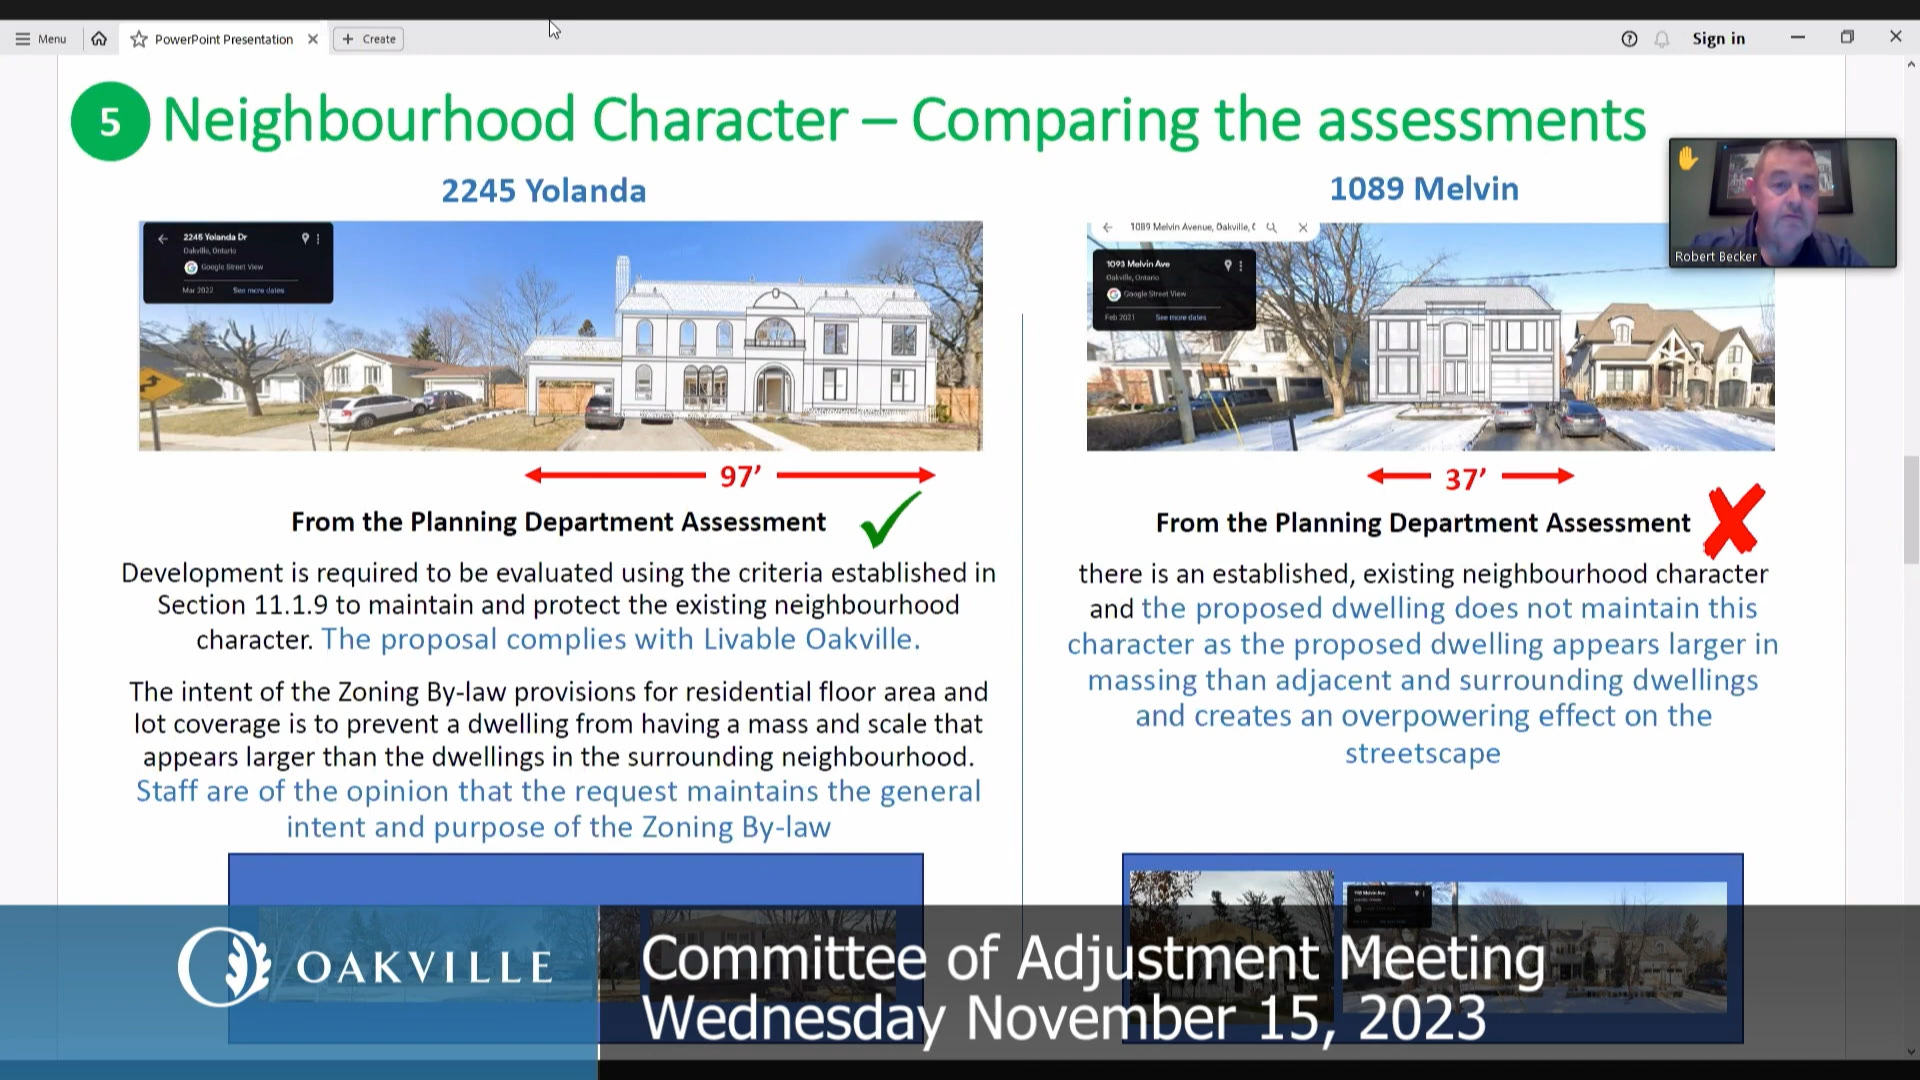 Menu
PowerPoint Presentation
Create
Sign in
5 Neighbourhood Character – Comparing the assessments
Robert Becker
2245 Yolanda
2245 Yolanda Dr
Oakville, Ontario
Google Street View
Mar 2022 See more dates
97’
From the Planning Department Assessment
Development is required to be evaluated using the criteria established in
Section 11.1.9 to maintain and protect the existing neighbourhood
character. The proposal complies with Livable Oakville.
The intent of the Zoning By-law provisions for residential floor area and
lot coverage is to prevent a dwelling from having a mass and scale that
appears larger than the dwellings in the surrounding neighbourhood.
Staff are of the opinion that the request maintains the general
intent and purpose of the Zoning By-law
1089 Melvin
1089 Melvin Avenue, Oakville, (
1093 Melvin Ave
Oakville, Ontario
Google Street View
Feb 2021 See more dates
37’
From the Planning Department Assessment
there is an established, existing neighbourhood character
and the proposed dwelling does not maintain this
character as the proposed dwelling appears larger in
massing than adjacent and surrounding dwellings
and creates an overpowering effect on the
streetscape
OAKVILLE
Committee of Adjustment Meeting
Wednesday November 15, 2023